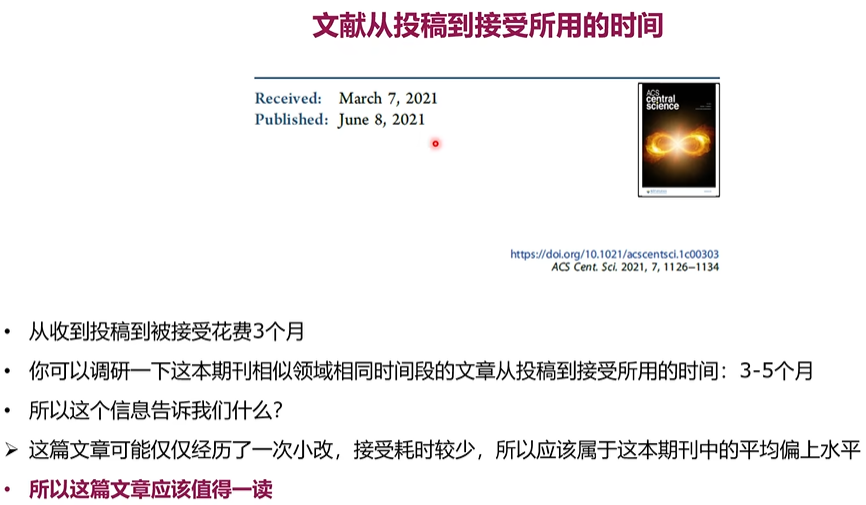 文献从投稿到接受所用的时间
Received: March 7, 2021
Published: June 8, 2021
ACS
central
science
https://doi.org/10.1021/acscentsci.1c00303
ACS Cent. Sci. 2021, 7, 1126−1134
• 从收到投稿到被接受花费3个月
• 你可以调研一下这本期刊相似领域相同时间段的文章从投稿到接受所用的时间：3-5个月
• 所以这个信息告诉我们什么？
➢ 这篇文章可能仅仅经历了一次小改，接受耗时较少，所以应该属于这本期刊中的平均偏上水平
• 所以这篇文章应该值得一读